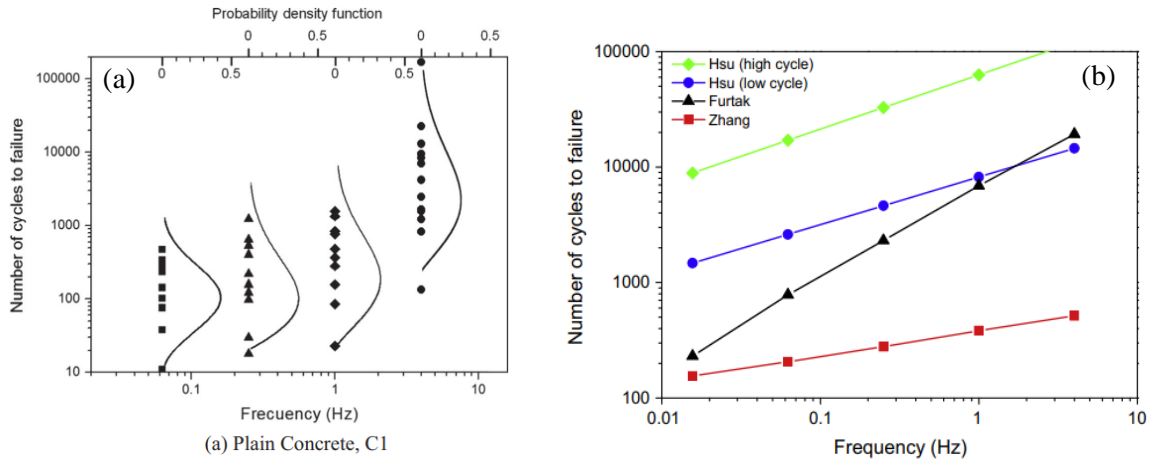 Probability density function
0 0.5
0 0.5
(a)
0 0.5 0 0.5
100000
10000
1000
100
10
Number of cycles to failure
0.1 1 10
Frecuency (Hz)
(a) Plain Concrete, C1
100000
10000
1000
100
Number of cycles to failure
Hsu (high cycle)
Hsu (low cycle)
Furtak
Zhang
(b)
0.01 0.1 1 10
Frequency (Hz)